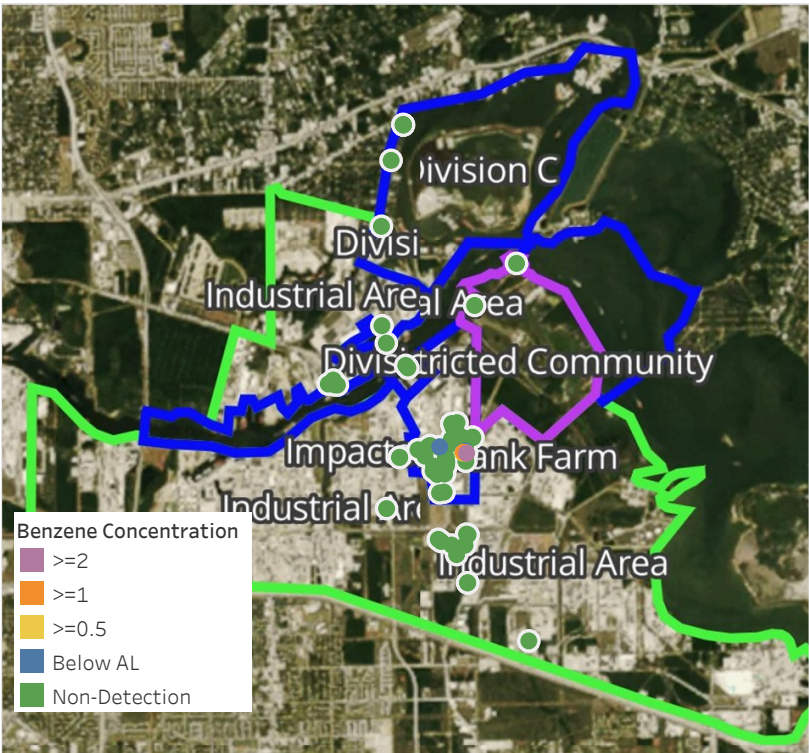 Division C
Divisi
Industrial Area
al Area
Divisi
tricted Community
Impact
ank Farm
Industrial Are
Industrial Area
Benzene Concentration
>=2
>=1
>=0.5
Below AL
Non-Detection